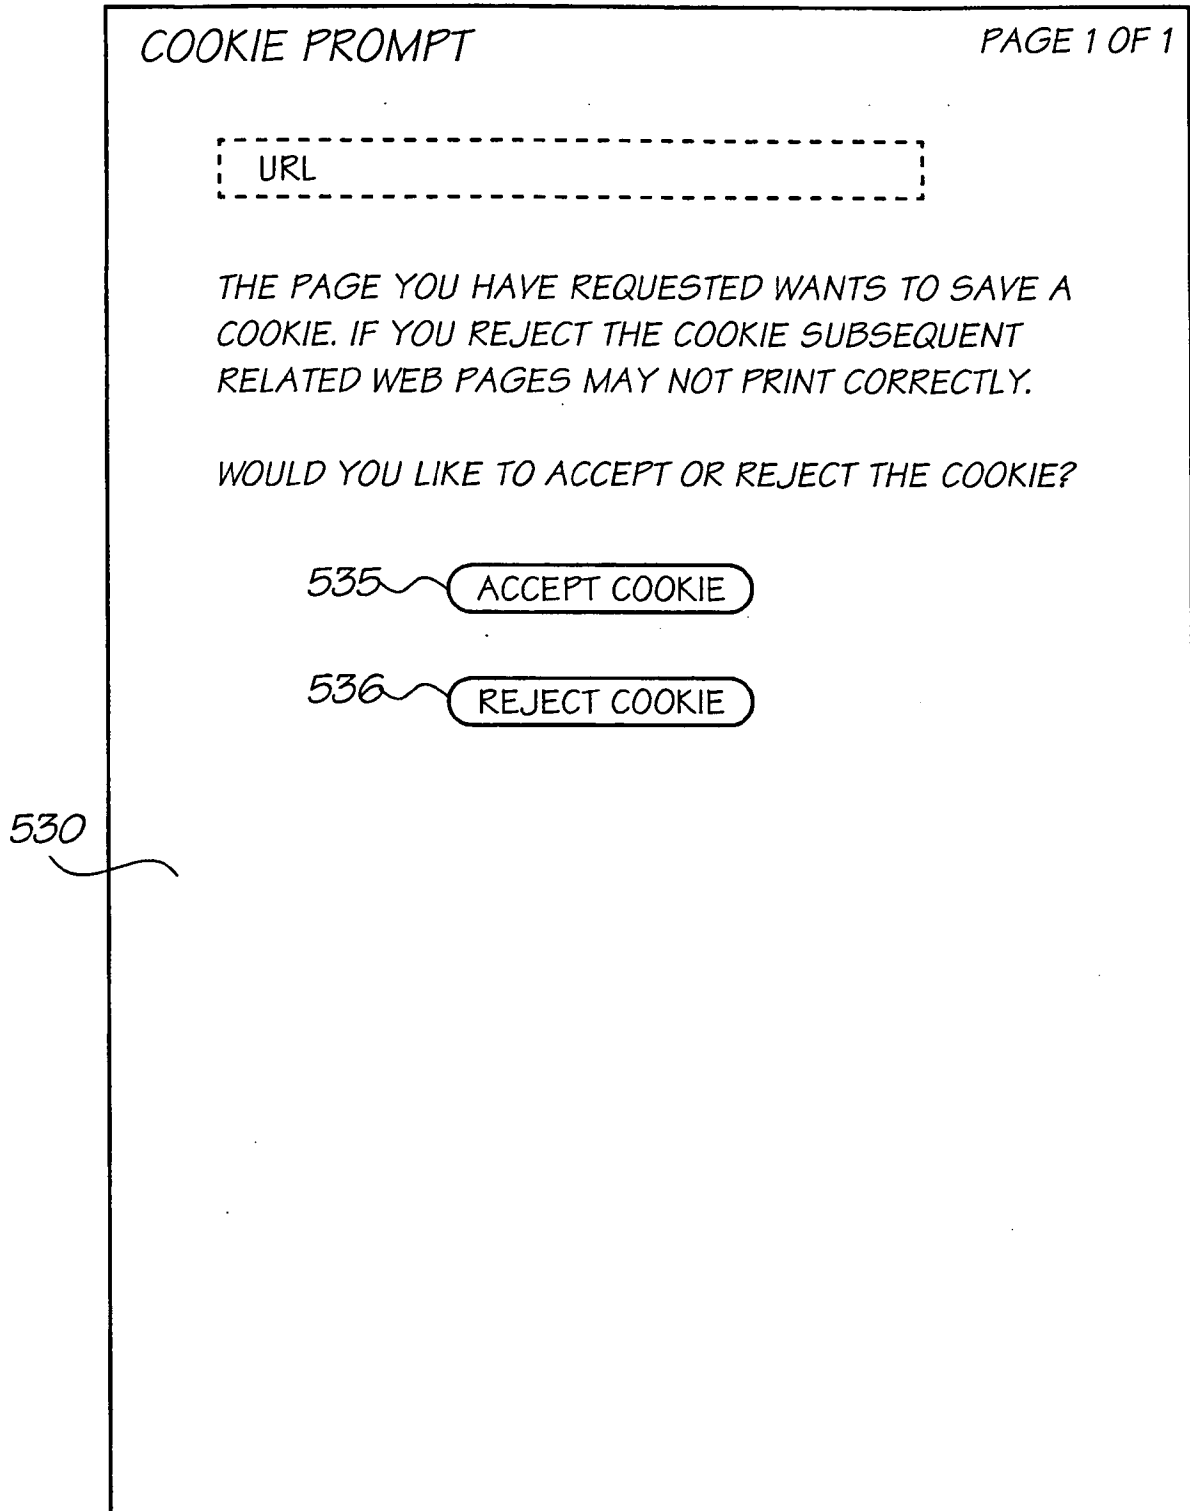 COOKIE PROMPT PAGE 1 OF 1
URL
THE PAGE YOU HAVE REQUESTED WANTS TO SAVE A
COOKIE. IF YOU REJECT THE COOKIE SUBSEQUENT
RELATED WEB PAGES MAY NOT PRINT CORRECTLY.
WOULD YOU LIKE TO ACCEPT OR REJECT THE COOKIE?
535 ACCEPT COOKIE
536 REJECT COOKIE
530